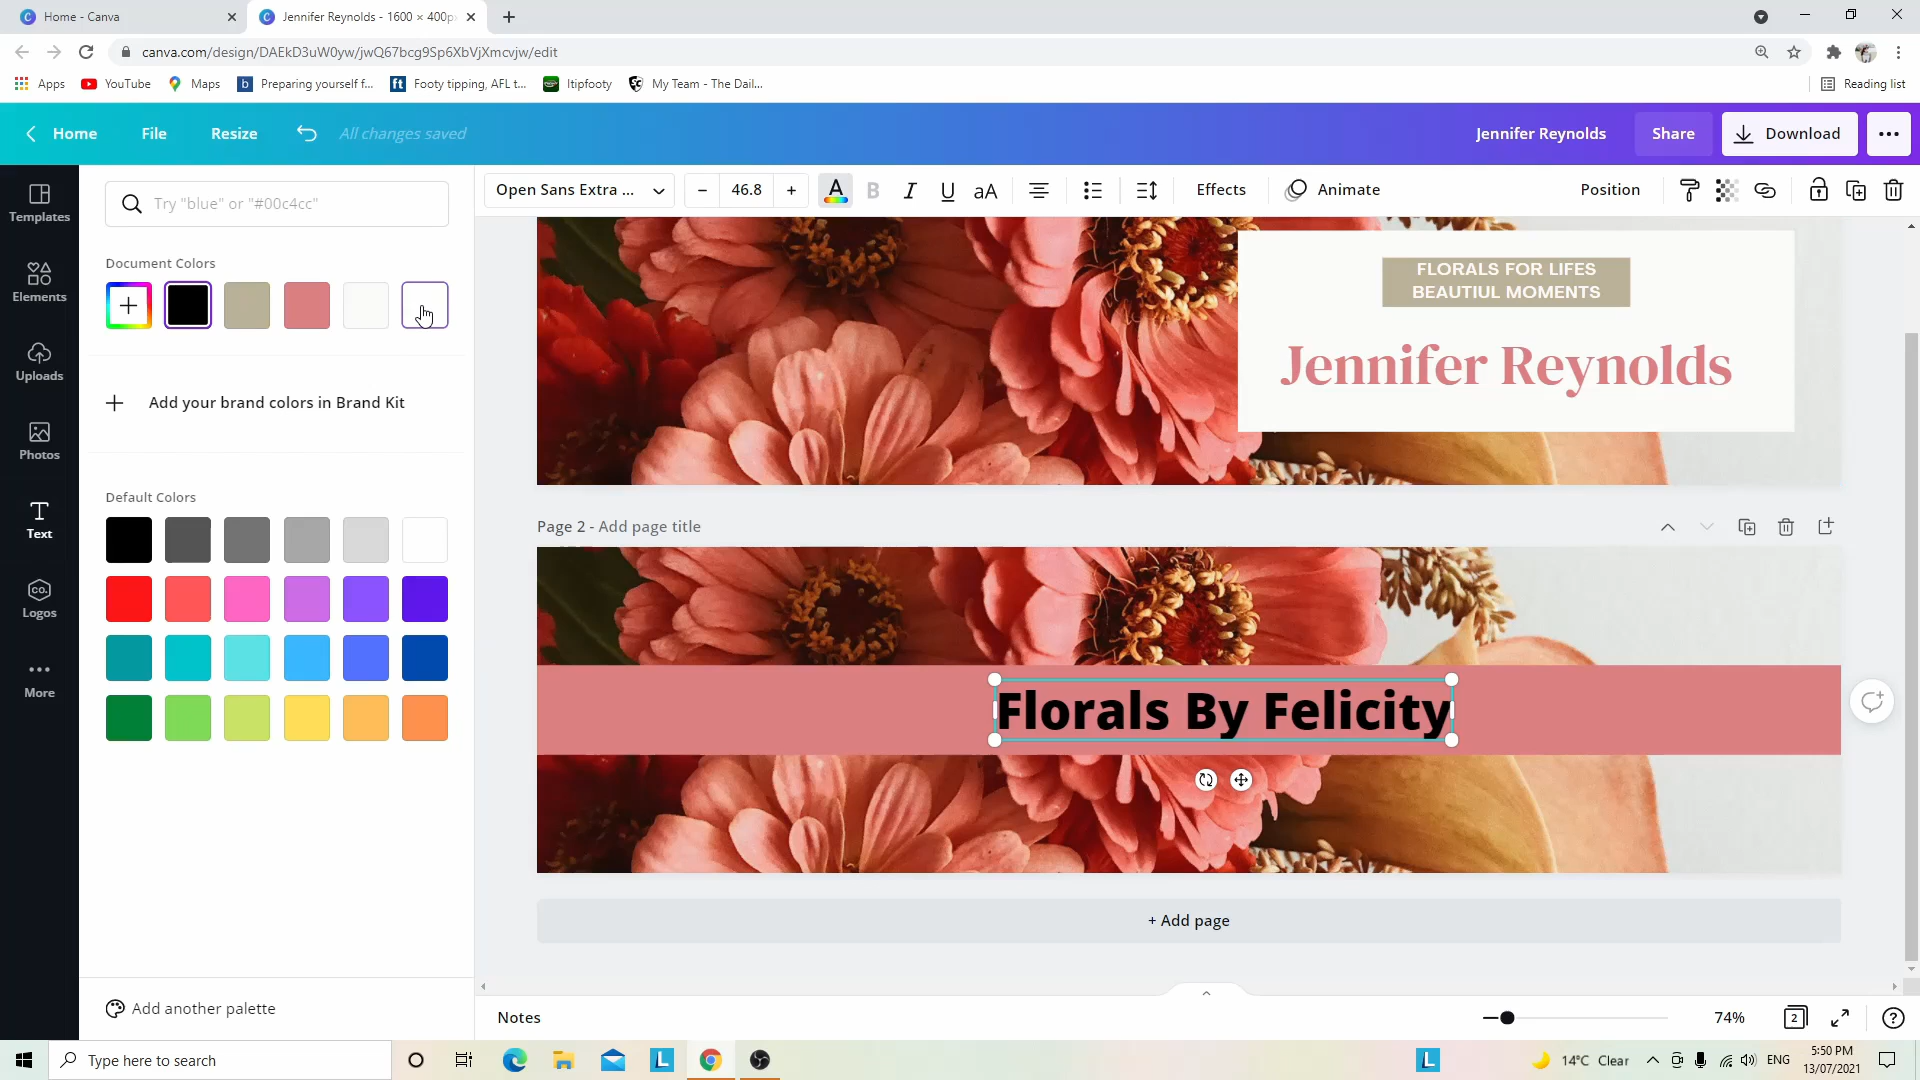 Home - Canva
Jennifer Reynolds - 1600 × 400p
canva.com/design/DAEkD3uW0yw/jwQ67bcg9Sp6XbVjXmcvjw/edit
Apps YouTube Maps Preparing yourself f... Footy tipping, AFL t... Itipfooty My Team - The Dail... Reading list
Home File Resize All changes saved Jennifer Reynolds Share Download
Open Sans Extra ... 46.8 A B I U aA Effects Animate Position
Templates
Elements
Uploads
Photos
Text
Logos
More
Try "blue" or "#00c4cc"
Document Colors
Add your brand colors in Brand Kit
Default Colors
Add another palette
FLORALS FOR LIFES
BEAUTIUL MOMENTS
Jennifer Reynolds
Page 2 - Add page title
Florals By Felicity
+ Add page
Notes 74% 2
Type here to search
14°C Clear ENG
5:50 PM
13/07/2021